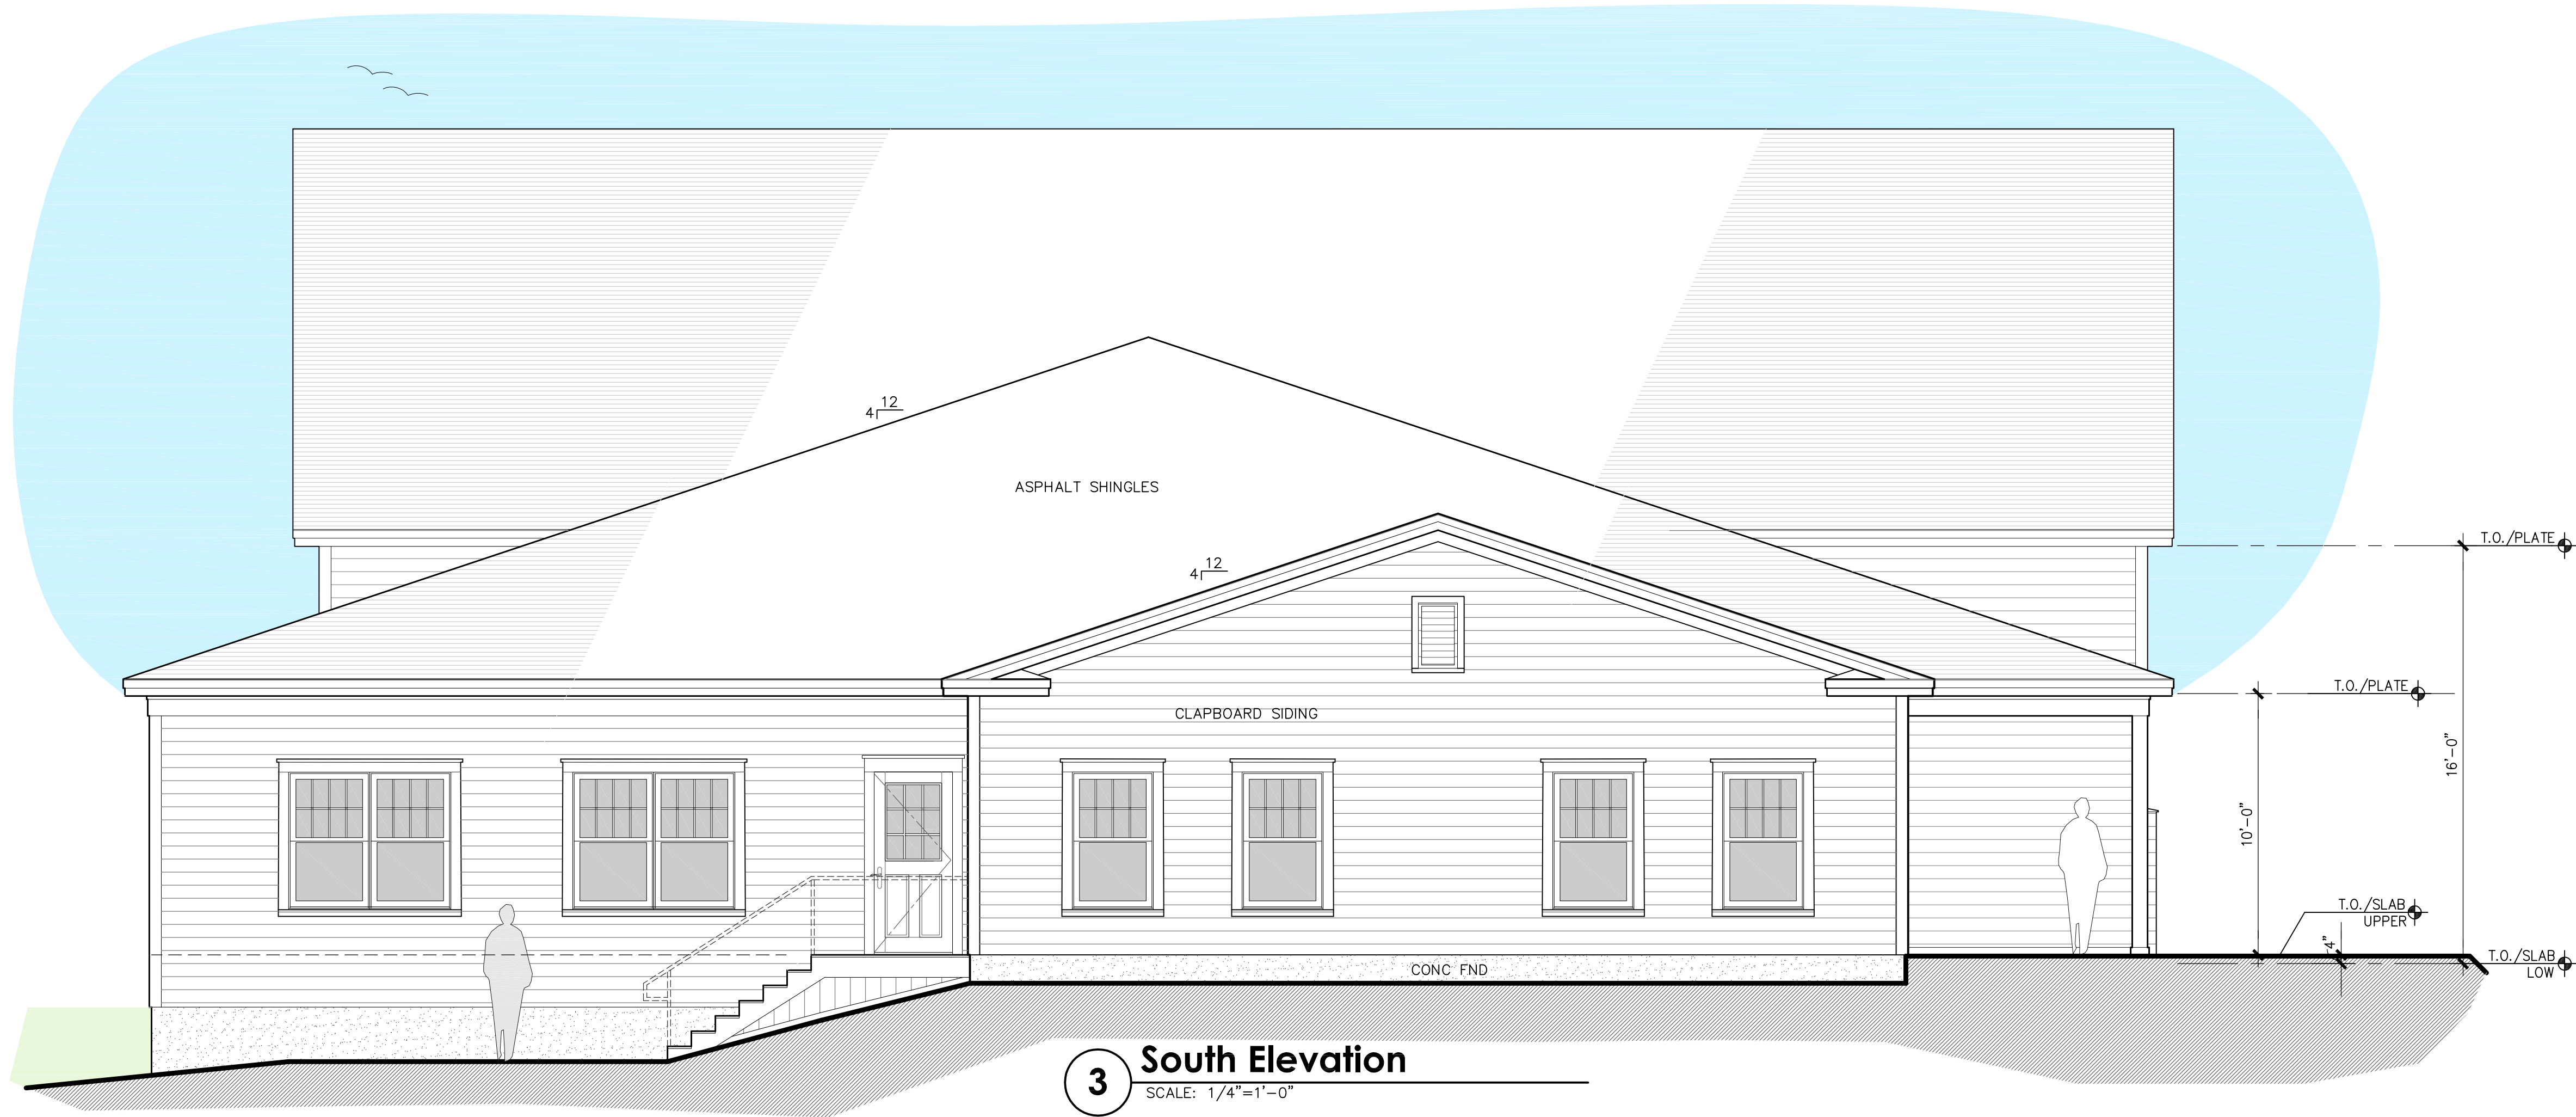 12
4
ASPHALT SHINGLES
T.O./PLATE
12
4
T.O./PLATE
CLAPBOARD SIDING
16'-0"
10'-0"
T.O./SLAB
UPPER
4"
T.O./SLAB
LOW
CONC FND
3
South Elevation
SCALE: 1/4"=1'-0"